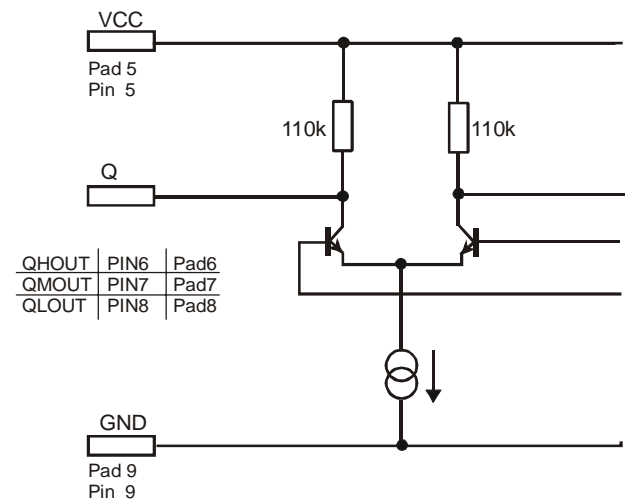 VCC
Pad 5
Pin 5
110k
110k
Q
QHOUT PIN6 Pad6
QMOUT PIN7 Pad7
QLOUT PIN8 Pad8
GND
Pad 9
Pin 9